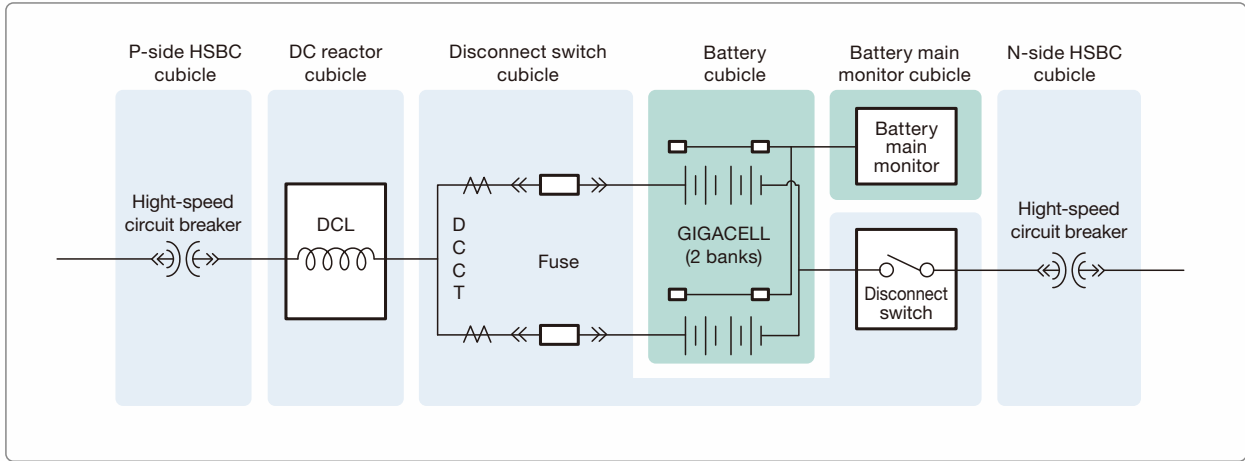 P-side HSBC
cubicle
DC reactor
cubicle
Disconnect switch
cubicle
Battery
cubicle
Battery main
monitor cubicle
N-side HSBC
cubicle
Hight-speed
circuit breaker
DCL
D
C
C
T
Fuse
GIGACELL
(2 banks)
Battery
main
monitor
Disconnect
switch
Hight-speed
circuit breaker